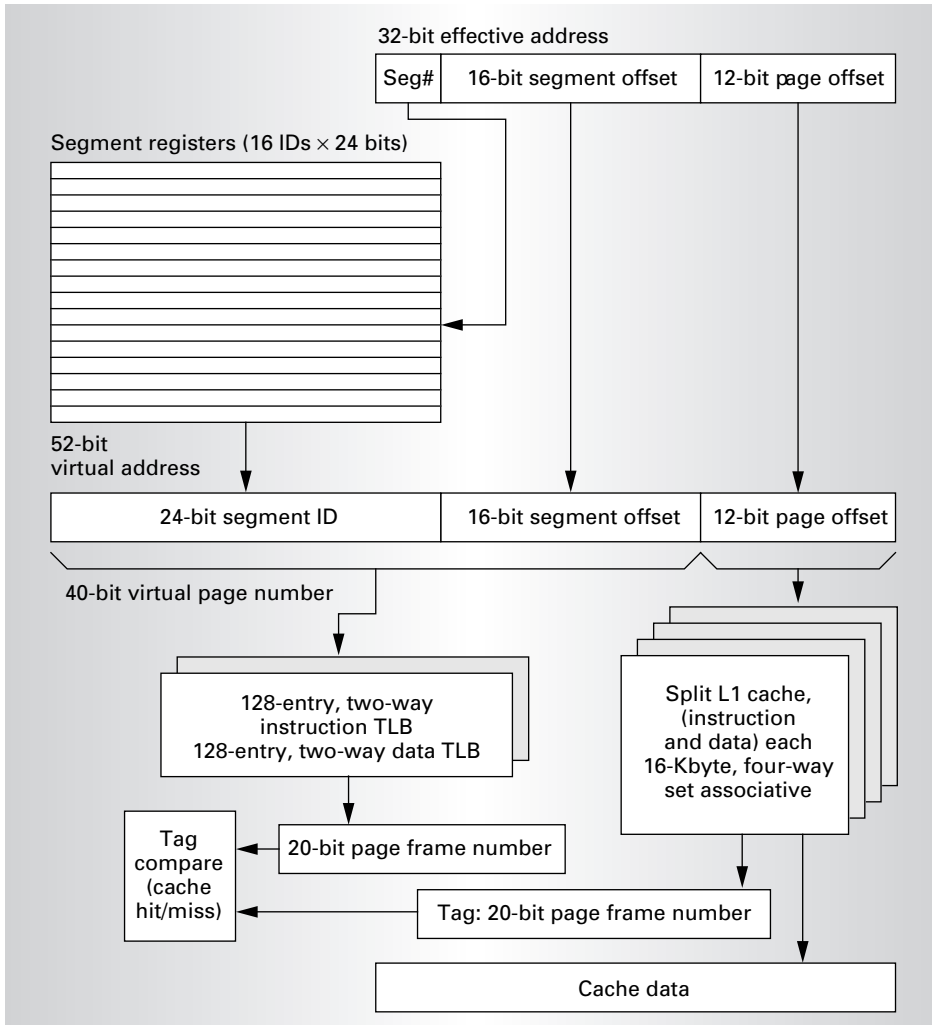 32-bit effective address
Seg#
16-bit segment offset
12-bit page offset
Segment registers (16 IDs × 24 bits)
52-bit
virtual address
24-bit segment ID
16-bit segment offset
12-bit page offset
40-bit virtual page number
128-entry, two-way
instruction TLB
128-entry, two-way data TLB
Split L1 cache,
(instruction
and data) each
16-Kbyte, four-way
set associative
Tag
compare
(cache
hit/miss)
20-bit page frame number
Tag: 20-bit page frame number
Cache data